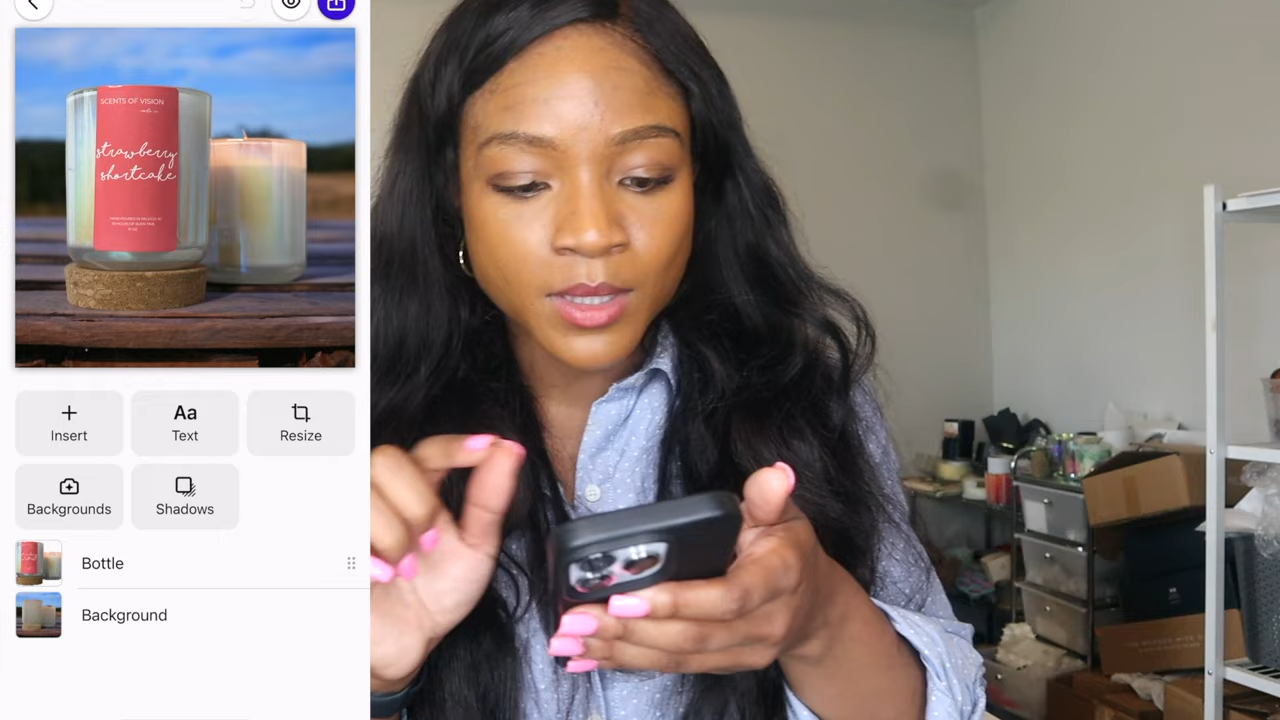 SCENTS OF VISION
strawberry
shortcake
Insert
Aa
Text
Resize
Backgrounds
Shadows
Bottle
Background